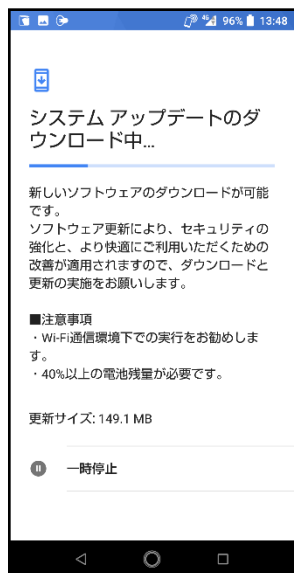 96% 13:48
システム アップデートのダ
ウンロード中...
新しいソフトウェアのダウンロードが可能
です。
ソフトウェア更新により、セキュリティの
強化と、より快適にご利用いただくための
改善が適用されますので、ダウンロードと
更新の実施をお願いします。
■注意事項
・Wi-Fi通信環境下での実行をお勧めしま
す。
・40%以上の電池残量が必要です。
更新サイズ: 149.1 MB
一時停止